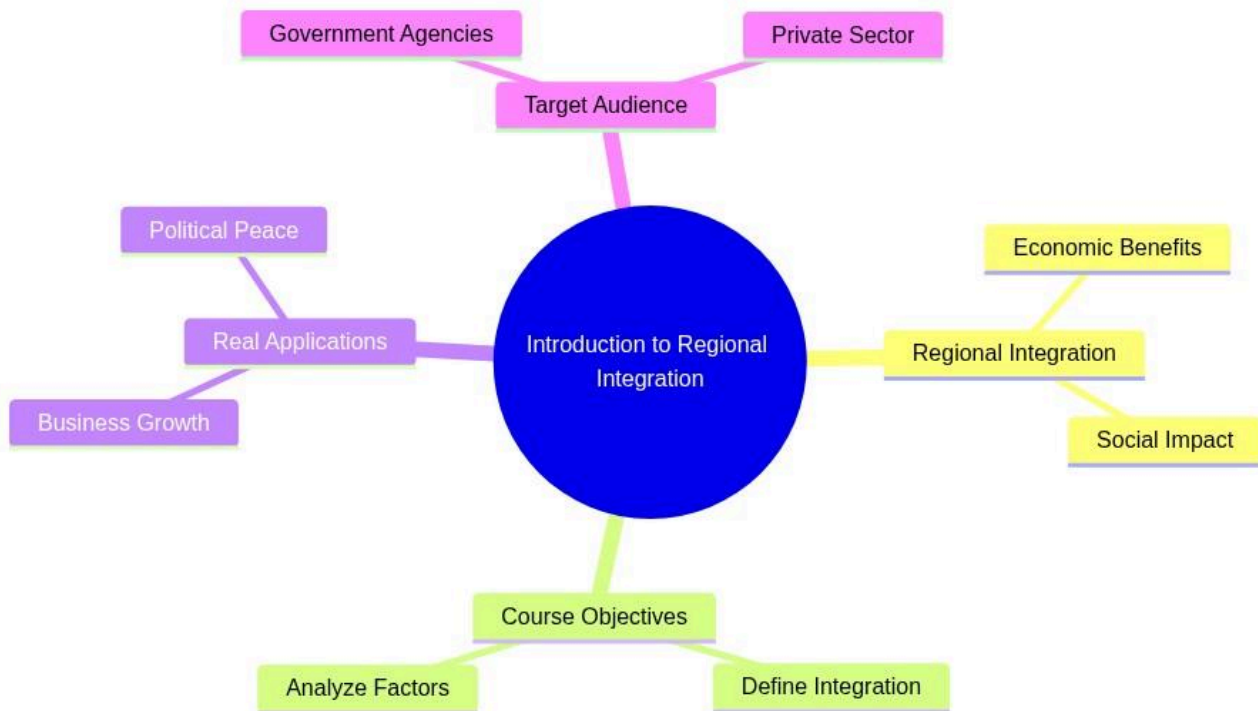 Government Agencies
Private Sector
Target Audience
Political Peace
Economic Benefits
Real Applications
Introduction to Regional
Integration
Regional Integration
Business Growth
Social Impact
Course Objectives
Analyze Factors
Define Integration